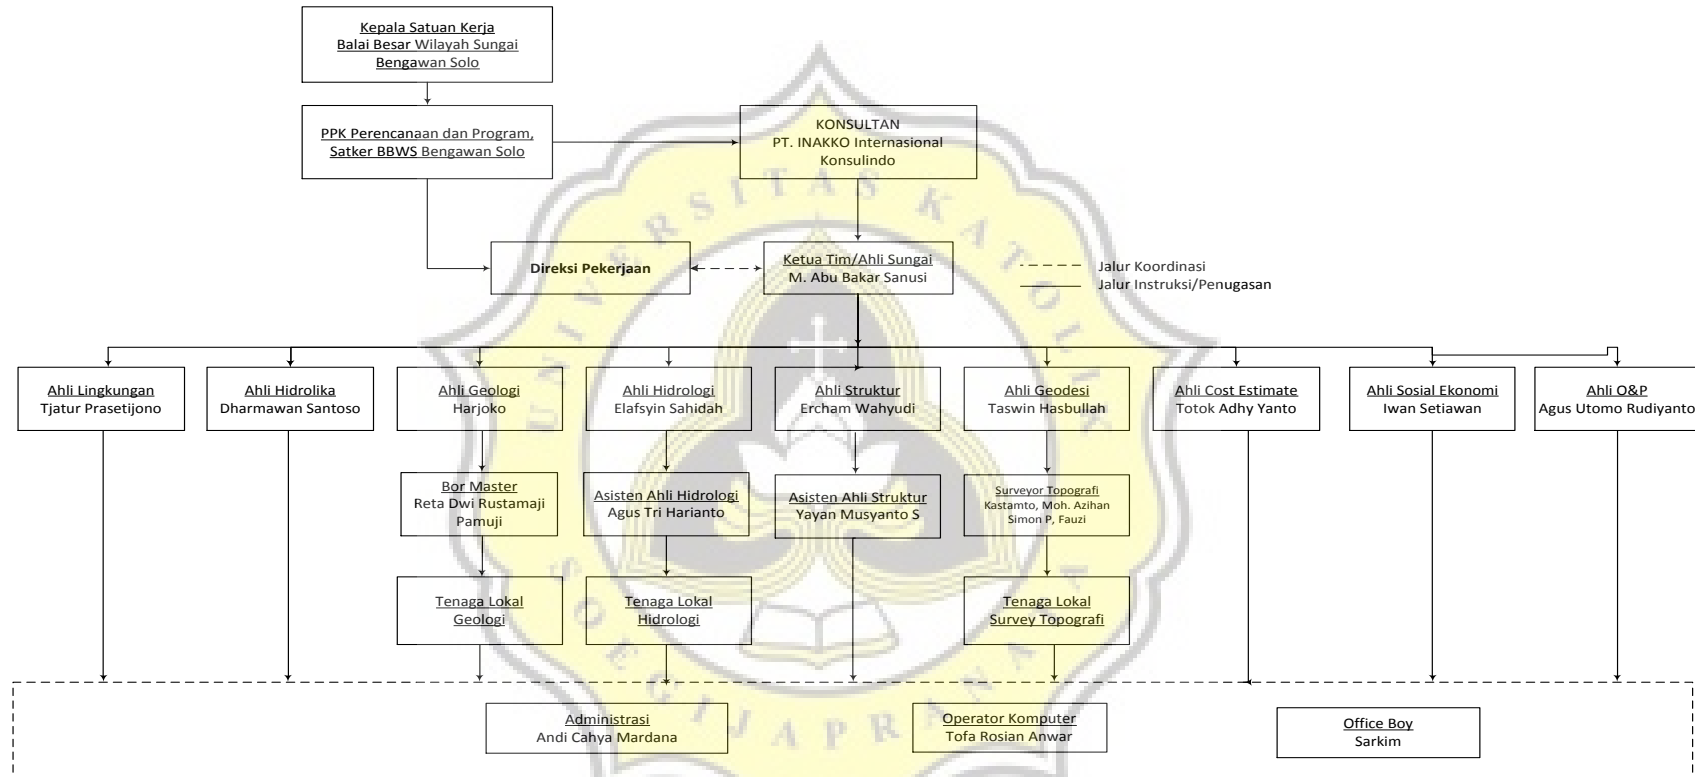 Kepala Satuan Kerja
Balai Besar Wilayah Sungai
Bengawan Solo
PPK Perencanaan dan Program,
Satker BBWS Bengawan Solo
KONSULTAN
PT. INAKKO Internasional
Konsulindo
Direksi Pekerjaan
Ketua Tim/Ahli Sungai
M. Abu Bakar Sanusi
Jalur Koordinasi
Jalur Instruksi/Penugasan
Ahli Lingkungan
Tjatur Prasetijono
Ahli Hidrolika
Dharmawan Santoso
Ahli Geologi
Harjoko
Ahli Hidrologi
Elafsyin Sahidah
Ahli Struktur
Ercham Wahyudi
Ahli Geodesi
Taswin Hasbullah
Ahli Cost Estimate
Totok Adhy Yanto
Ahli Sosial Ekonomi
Iwan Setiawan
Ahli O&P
Agus Utomo Rudiyanto
Bor Master
Reta Dwi Rustamaji
Pamuji
Asisten Ahli Hidrologi
Agus Tri Harianto
Asisten Ahli Struktur
Yayan Musyanto S
Surveyor Topografi
Kastamto, Moh. Azihan
Simon P, Fauzi
Tenaga Lokal
Geologi
Tenaga Lokal
Hidrologi
Tenaga Lokal
Survey Topografi
Administrasi
Andi Cahya Mardana
Operator Komputer
Tofa Rosian Anwar
Office Boy
Sarkim
UNIVERSITAS KATOLIK
SOEGIJAPRANATA